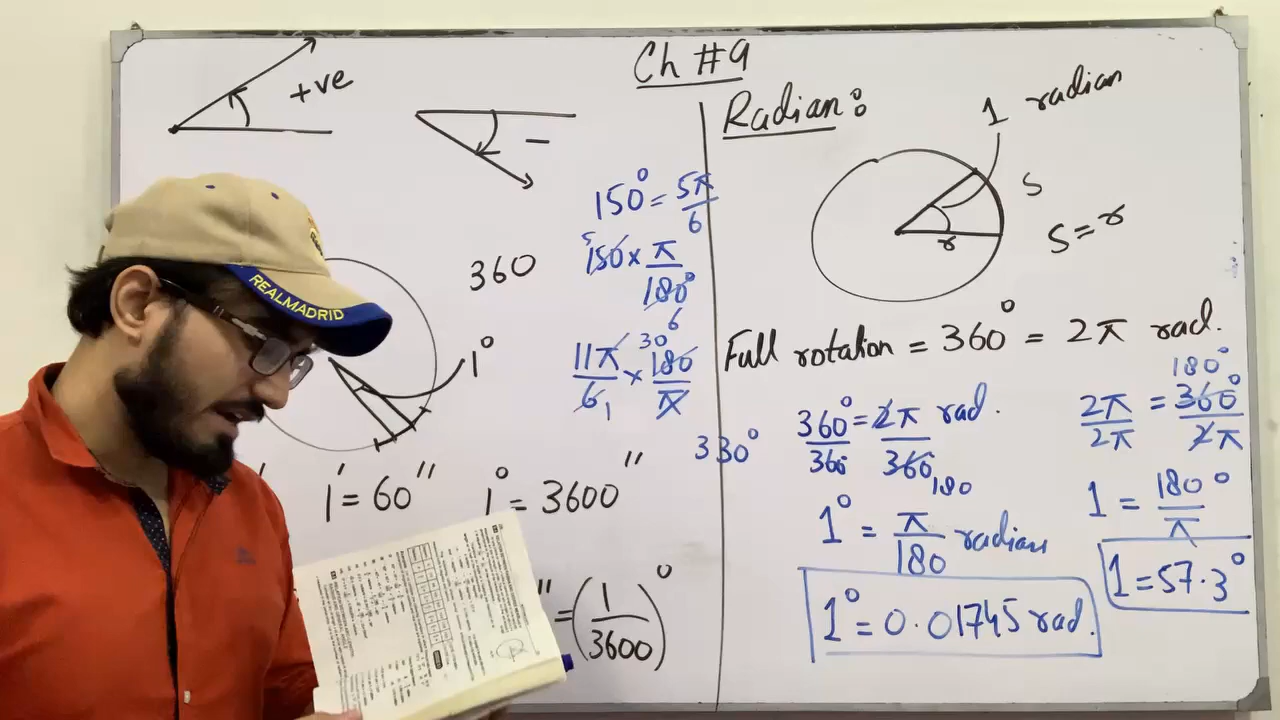 Ch #9
+ve
−
360
1°
1' = 60"
1° = 3600"
" = (1/3600)°
150° = 5π/6
150 × π/180°
5
6
11π/6 × 180/π
30
1
330°
Radian:
1 radian
S
r
S = r
Full rotation = 360° = 2π rad.
360°/360 = 2π/360 rad.
180
1° = π/180 radians
1° = 0.01745 rad.
2π/2π = 360°/2π
180°
1 = 180°/π
1 = 57.3°
REALMADRID